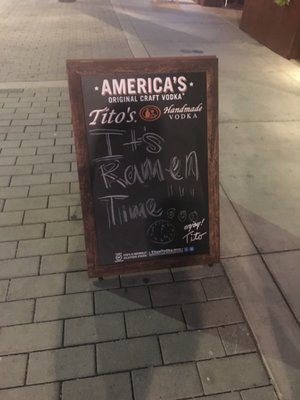 ★AMERICA'S★
ORIGINAL CRAFT VODKA
Tito's Handmade
VODKA
It's
Ramen
Time...
enjoy!
Tito